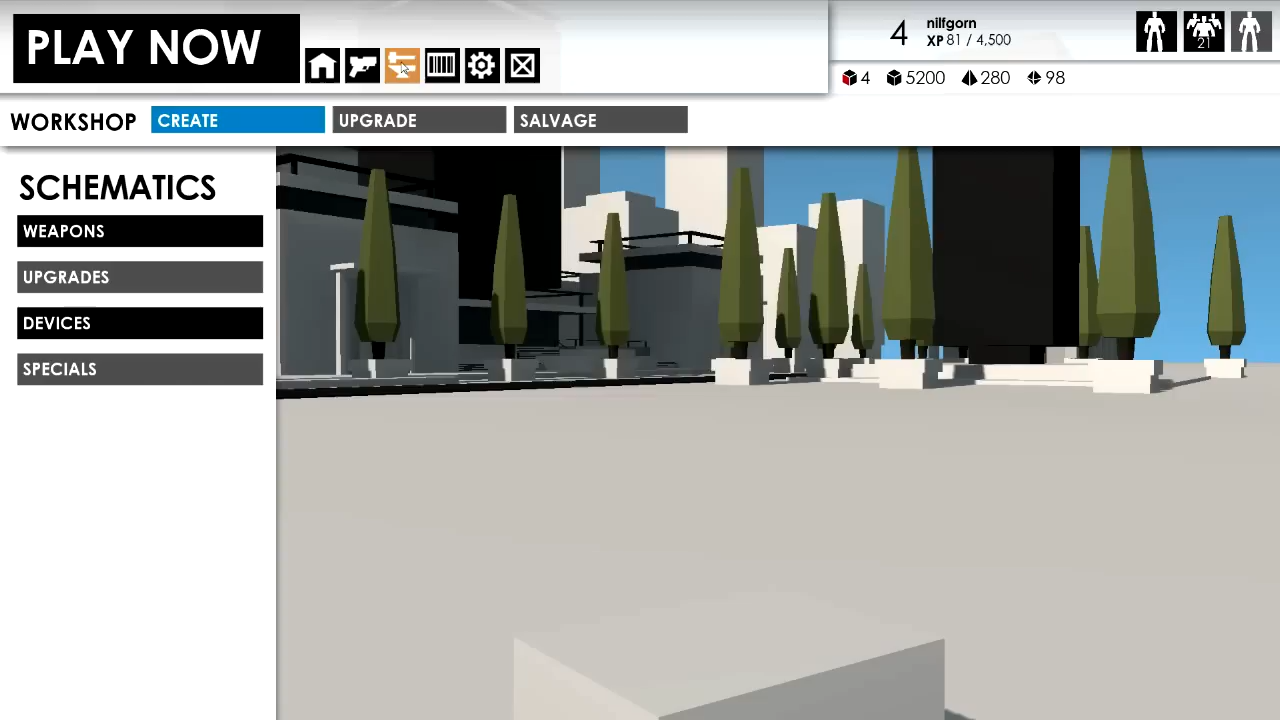 PLAY NOW
4
nilfgorn
XP 81 / 4,500
21
4 5200 280 98
WORKSHOP CREATE UPGRADE SALVAGE
SCHEMATICS
WEAPONS
UPGRADES
DEVICES
SPECIALS